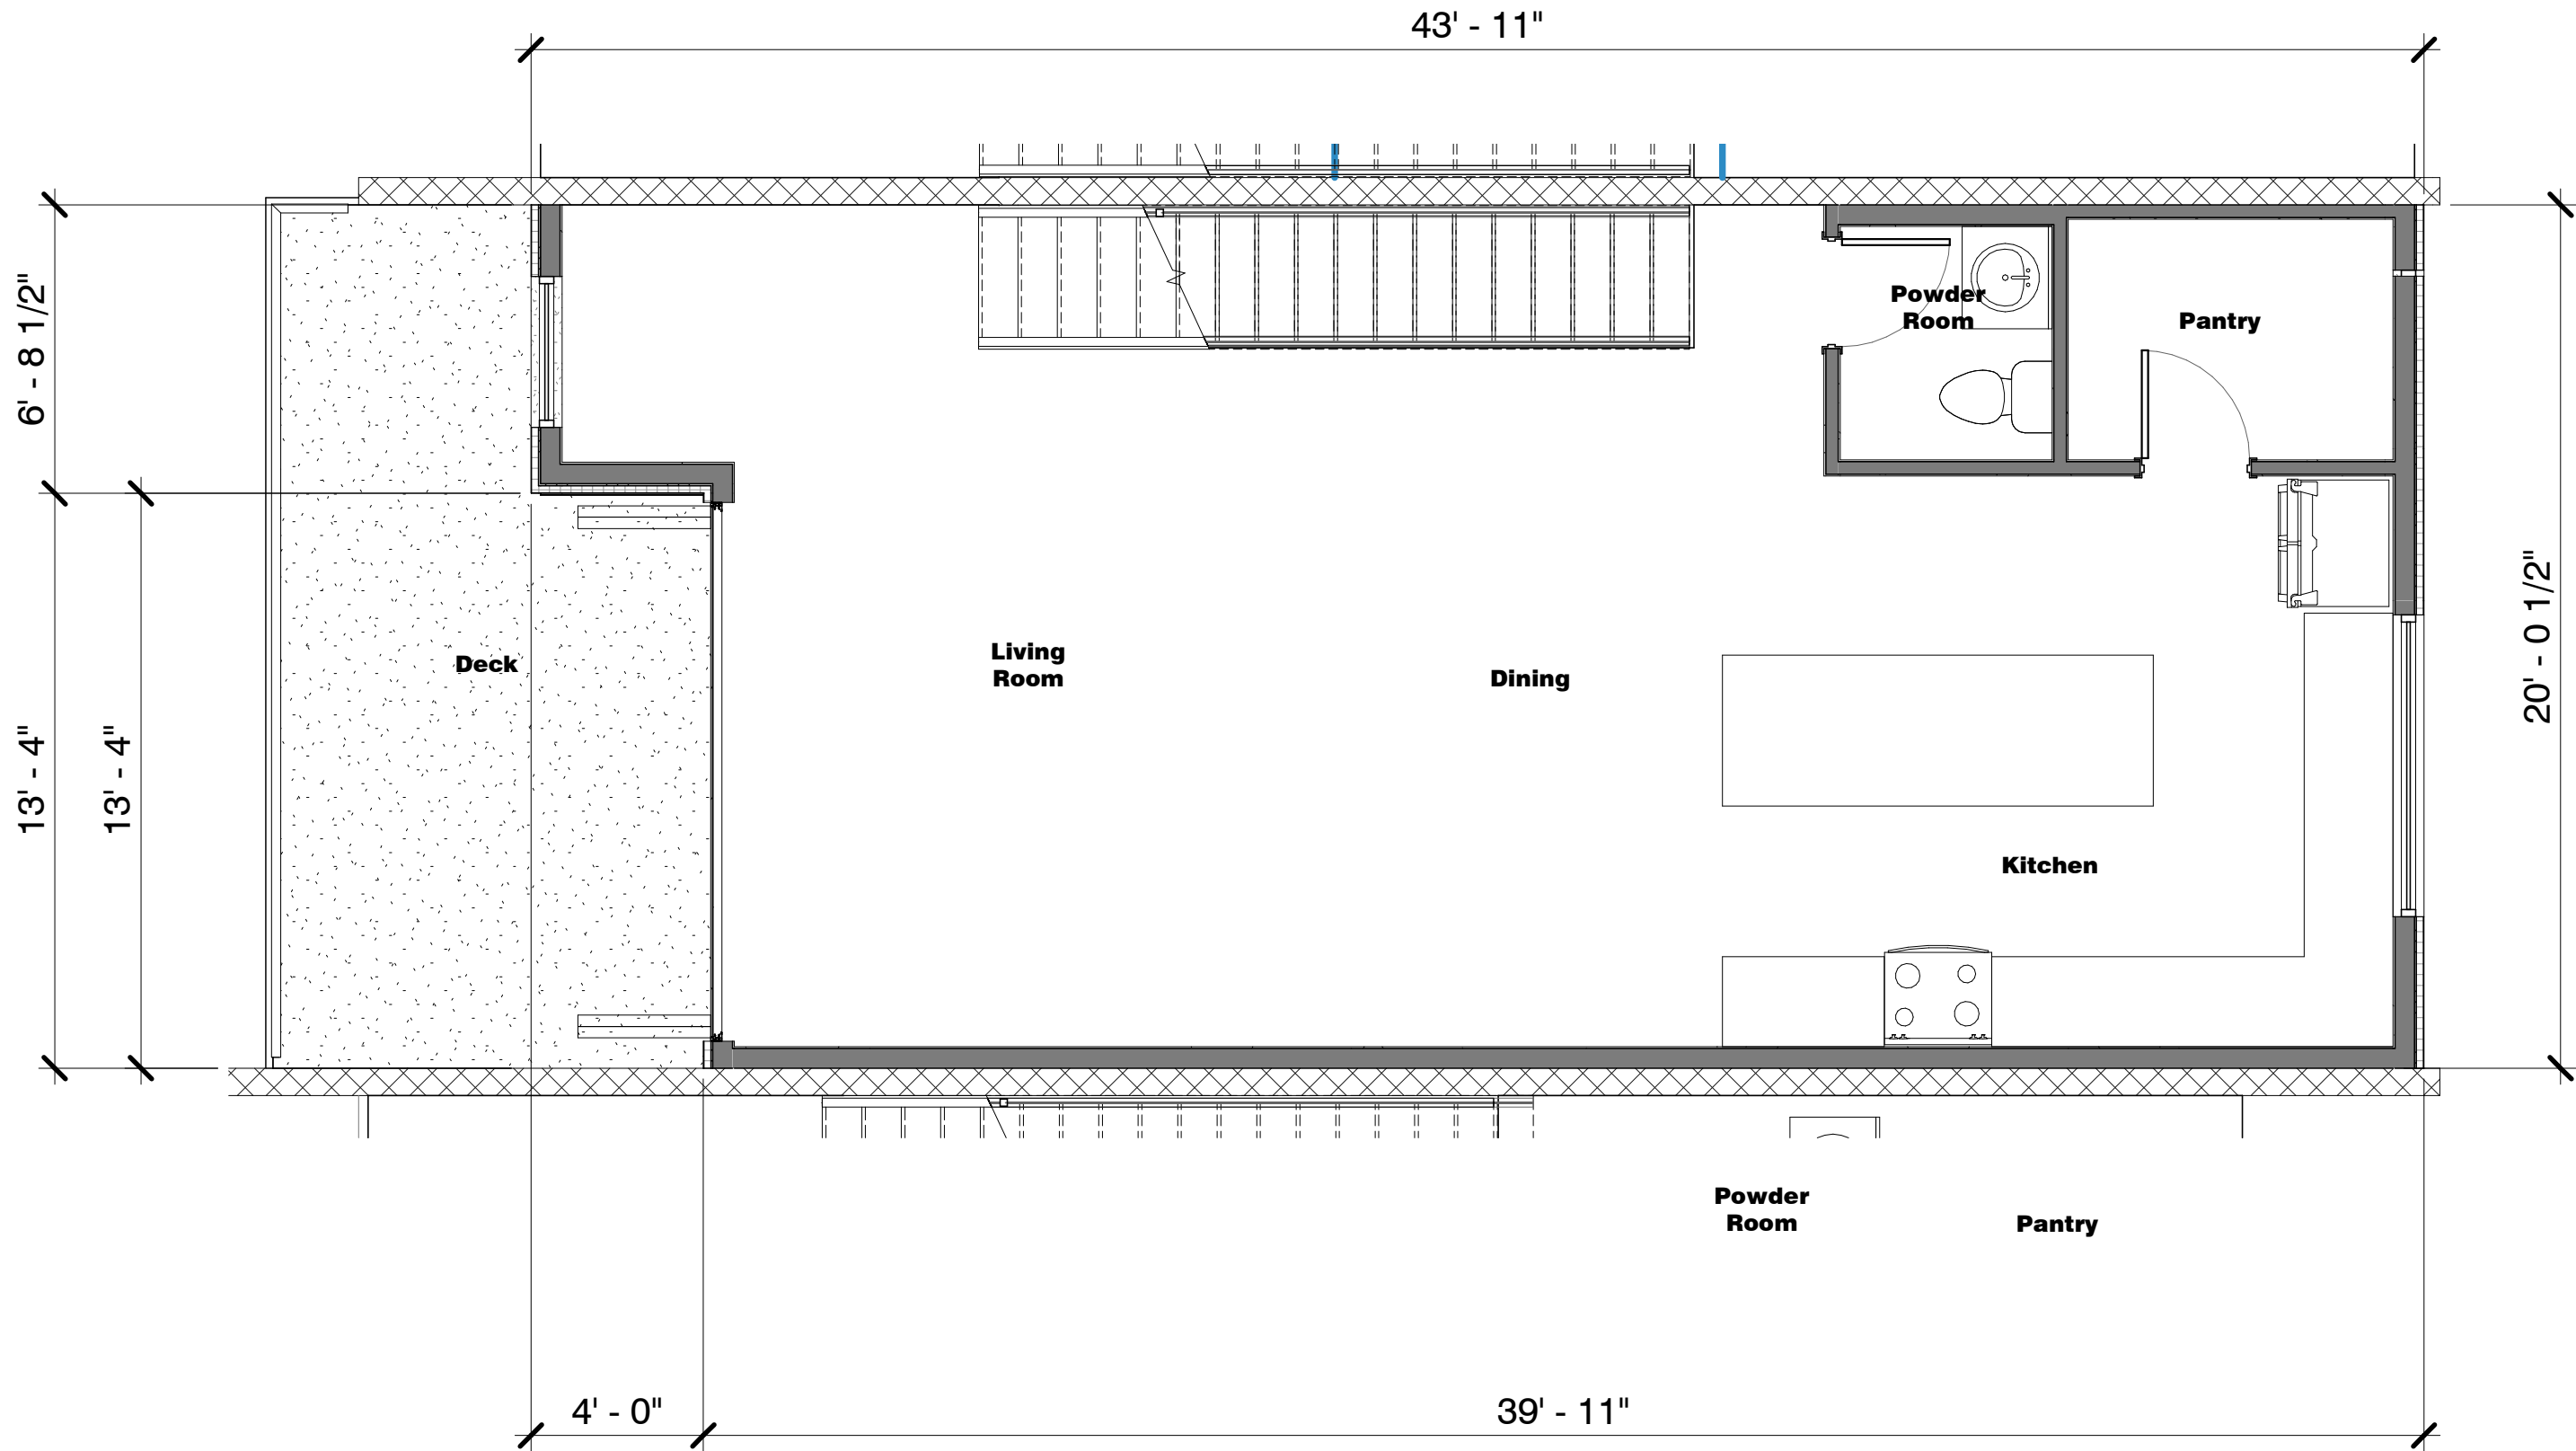 43' - 11"
6' - 8 1/2"
Powder
Room
Pantry
20' - 0 1/2"
Deck
Living
Room
Dining
13' - 4"
13' - 4"
Kitchen
Powder
Room
Pantry
4' - 0"
39' - 11"